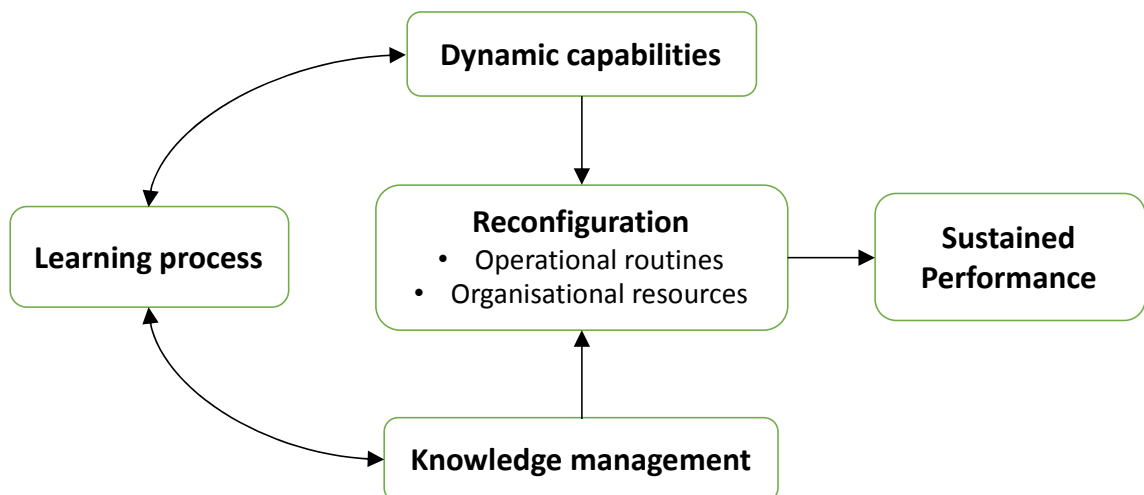 Dynamic capabilities
Learning process
Reconfiguration
• Operational routines
• Organisational resources
Sustained
Performance
Knowledge management